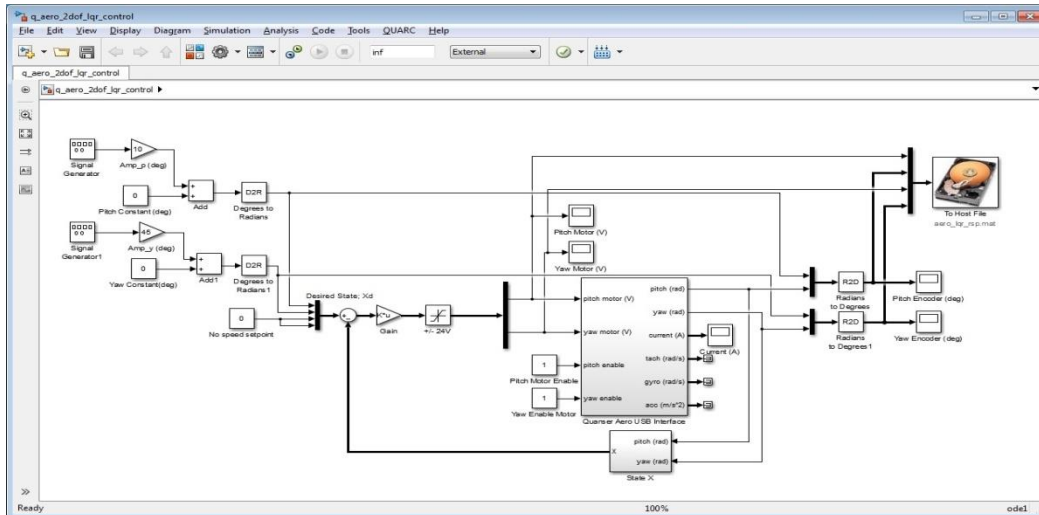 q_aero_2dof_lqr_control
File Edit View Display Diagram Simulation Analysis Code Tools QUARC Help
inf
External
q_aero_2dof_lqr_control
q_aero_2dof_lqr_control
Signal
Generator
10
Amp_p (deg)
0
Pitch Constant (deg)
Add
D2R
Degrees to
Radians
Signal
Generator1
45
Amp_y (deg)
0
Yaw Constant(deg)
Add1
D2R
Degrees to
Radians1
0
No speed setpoint
Desired State; Xd
K*u
Gain
+/- 24V
Pitch Motor (V)
Yaw Motor (V)
1
Pitch Motor Enable
1
Yaw Enable Motor
pitch motor (V)
yaw motor (V)
pitch enable
yaw enable
pitch (rad)
yaw (rad)
current (A)
tach (rad/s)
gyro (rad/s)
acc (m/s^2)
Quanser Aero USB Interface
Current (A)
X
pitch (rad)
yaw (rad)
State X
R2D
Radians
to Degrees
R2D
Radians
to Degrees1
Pitch Encoder (deg)
Yaw Encoder (deg)
To Host File
aero_lqr_rsp.mat
Ready
100%
ode1